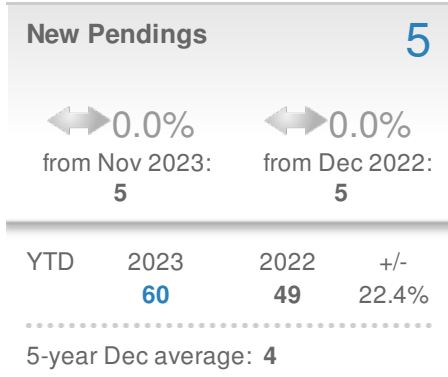 New Pendings 5
0.0% 0.0%
from Nov 2023: from Dec 2022:
5 5
YTD 2023 2022 +/-
60 49 22.4%
5-year Dec average: 4